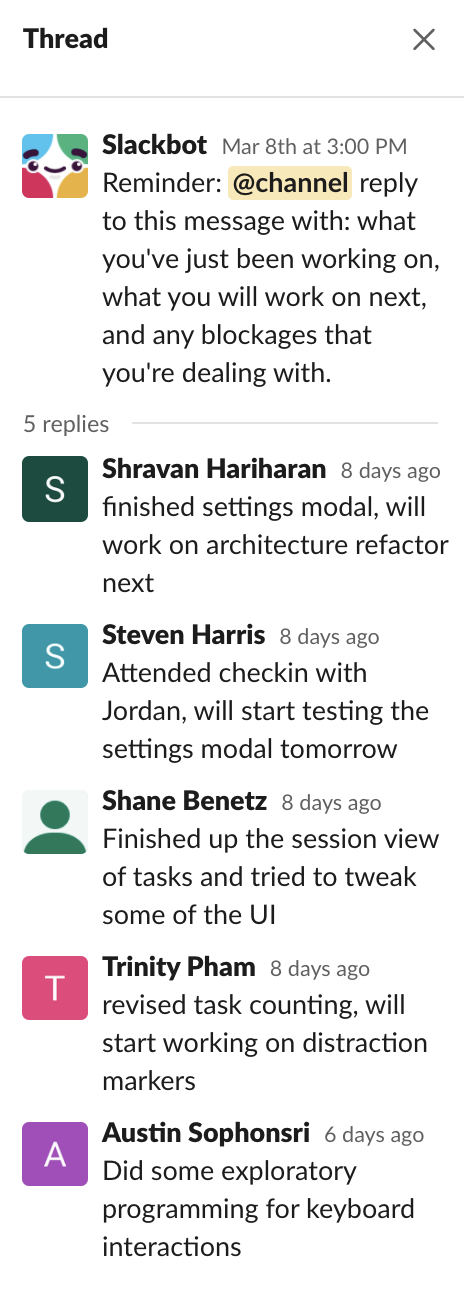 Thread
Slackbot Mar 8th at 3:00 PM
Reminder: @channel reply
to this message with: what
you've just been working on,
what you will work on next,
and any blockages that
you're dealing with.
5 replies
S
Shravan Hariharan 8 days ago
finished settings modal, will
work on architecture refactor
next
S
Steven Harris 8 days ago
Attended checkin with
Jordan, will start testing the
settings modal tomorrow
Shane Benetz 8 days ago
Finished up the session view
of tasks and tried to tweak
some of the UI
T
Trinity Pham 8 days ago
revised task counting, will
start working on distraction
markers
A
Austin Sophonsri 6 days ago
Did some exploratory
programming for keyboard
interactions